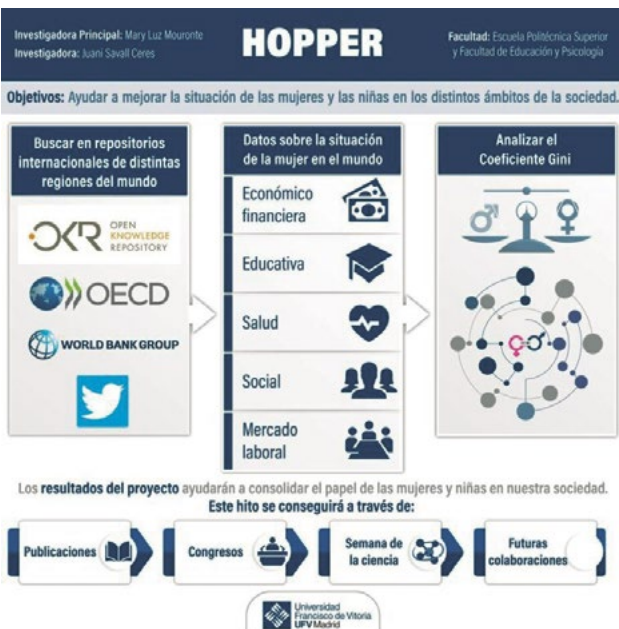 Investigadora Principal: Mary Luz Mouronte
Investigadora: Juani Savall Ceres
HOPPER
Facultad: Escuela Politécnica Superior
y Facultad de Educación y Psicología
Objetivos: Ayudar a mejorar la situación de las mujeres y las niñas en los distintos ámbitos de la sociedad.
Buscar en repositorios
internacionales de distintas
regiones del mundo
OKR
OPEN
KNOWLEDGE
REPOSITORY
OECD
WORLD BANK GROUP
Datos sobre la situación
de la mujer en el mundo
Económico
financiera
Educativa
Salud
Social
Mercado
laboral
Analizar el
Coeficiente Gini
Los resultados del proyecto ayudarán a consolidar el papel de las mujeres y niñas en nuestra sociedad.
Este hito se conseguirá a través de:
Publicaciones
Congresos
Semana de
la ciencia
Futuras
colaboraciones
Universidad
Francisco de Vitoria
UFV Madrid